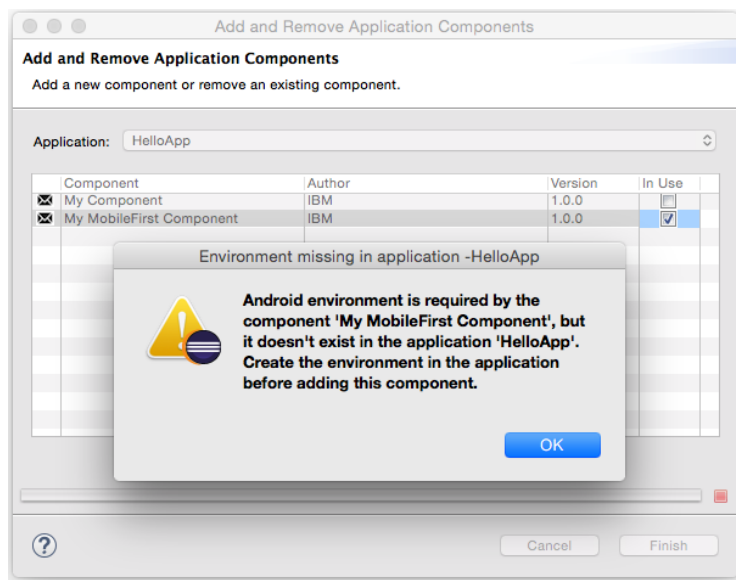 Add and Remove Application Components
Add and Remove Application Components
Add a new component or remove an existing component.
Application: HelloApp
Component Author Version In Use
My Component IBM 1.0.0
My MobileFirst Component IBM 1.0.0
Environment missing in application -HelloApp
Android environment is required by the
component 'My MobileFirst Component', but
it doesn't exist in the application 'HelloApp'.
Create the environment in the application
before adding this component.
OK
?
Cancel Finish